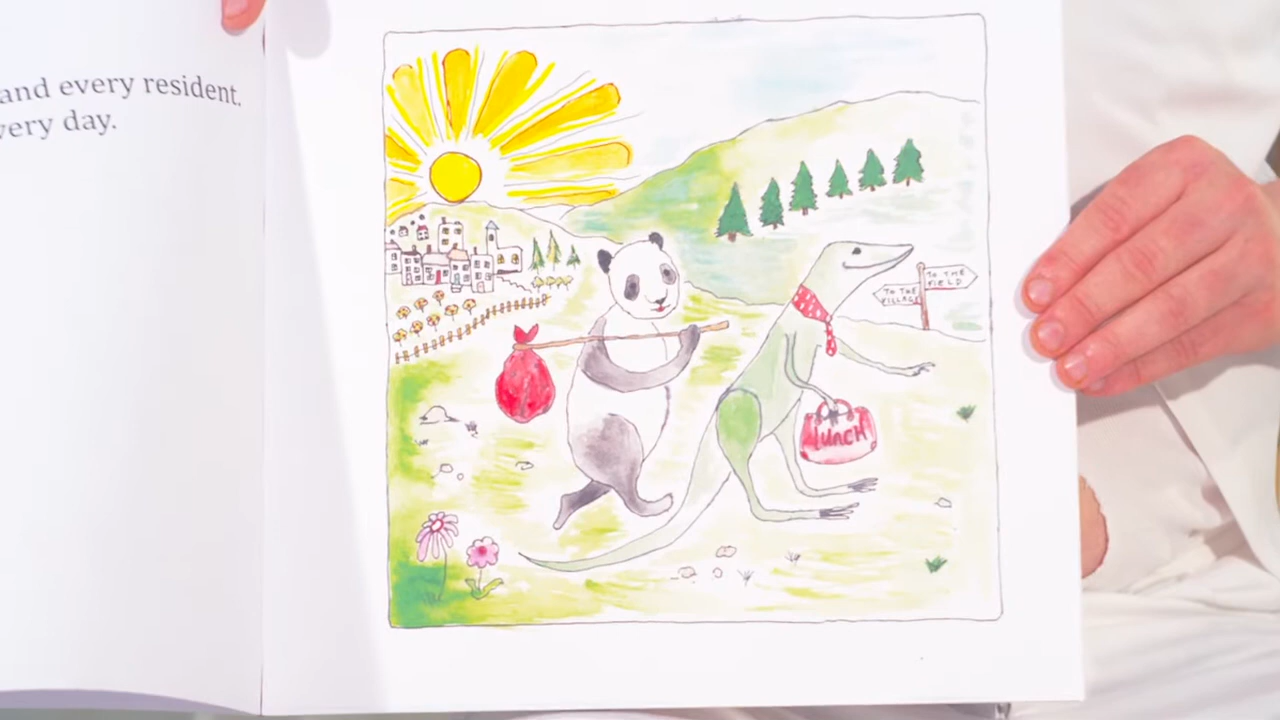 and every resident.
very day.
TO THE
FIELD
TO THE
VILLAGE
LUNCH